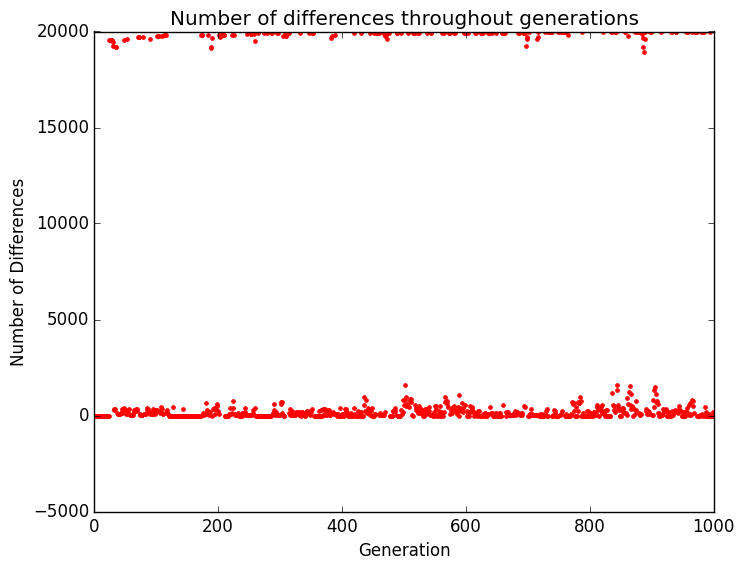 Number of differences throughout generations
20000
15000
10000
5000
0
−5000
Number of Differences
0 200 400 600 800 1000
Generation